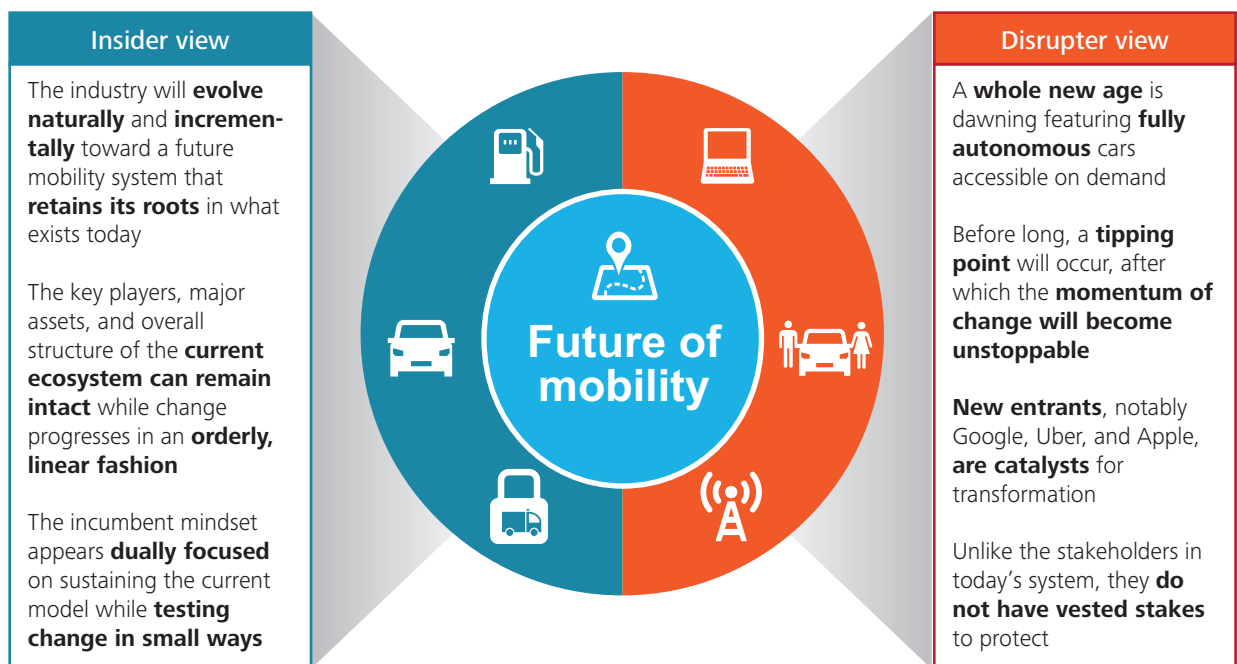 Insider view
The industry will evolve
naturally and incremen-
tally toward a future
mobility system that
retains its roots in what
exists today
The key players, major
assets, and overall
structure of the current
ecosystem can remain
intact while change
progresses in an orderly,
linear fashion
The incumbent mindset
appears dually focused
on sustaining the current
model while testing
change in small ways
Future of
mobility
Disrupter view
A whole new age is
dawning featuring fully
autonomous cars
accessible on demand
Before long, a tipping
point will occur, after
which the momentum of
change will become
unstoppable
New entrants, notably
Google, Uber, and Apple,
are catalysts for
transformation
Unlike the stakeholders in
today’s system, they do
not have vested stakes
to protect